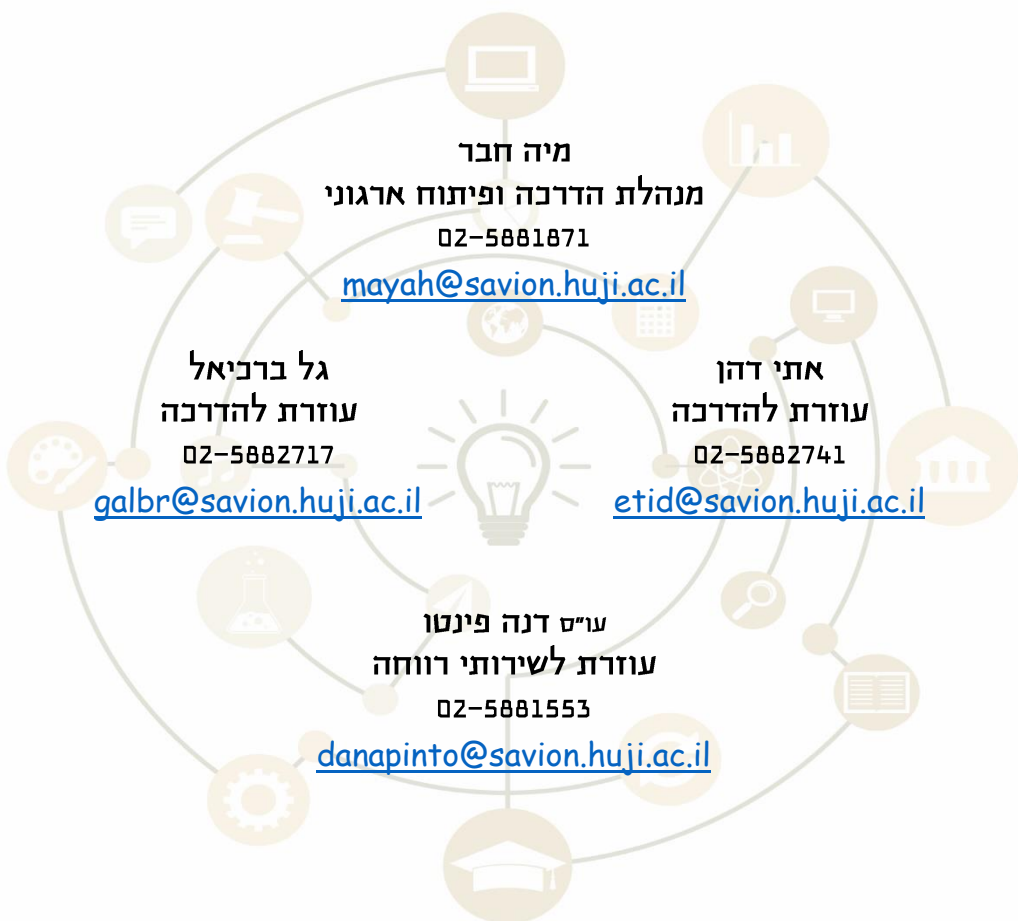 מיה חבר
מנהלת הדרכה ופיתוח ארגוני
02-5881871
mayah@savion.huji.ac.il
אתי דהן
עוזרת להדרכה
02-5882741
etid@savion.huji.ac.il
גל ברכיאל
עוזרת להדרכה
02-5882717
galbr@savion.huji.ac.il
עו"ס דנה פינטו
עוזרת לשירותי רווחה
02-5881553
danapinto@savion.huji.ac.il